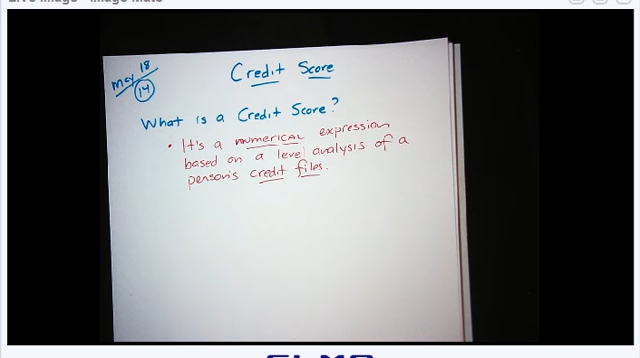 May 18
14
Credit Score
What is a Credit Score?
• It's a numerical expression
based on a level analysis of a
person's credit files.